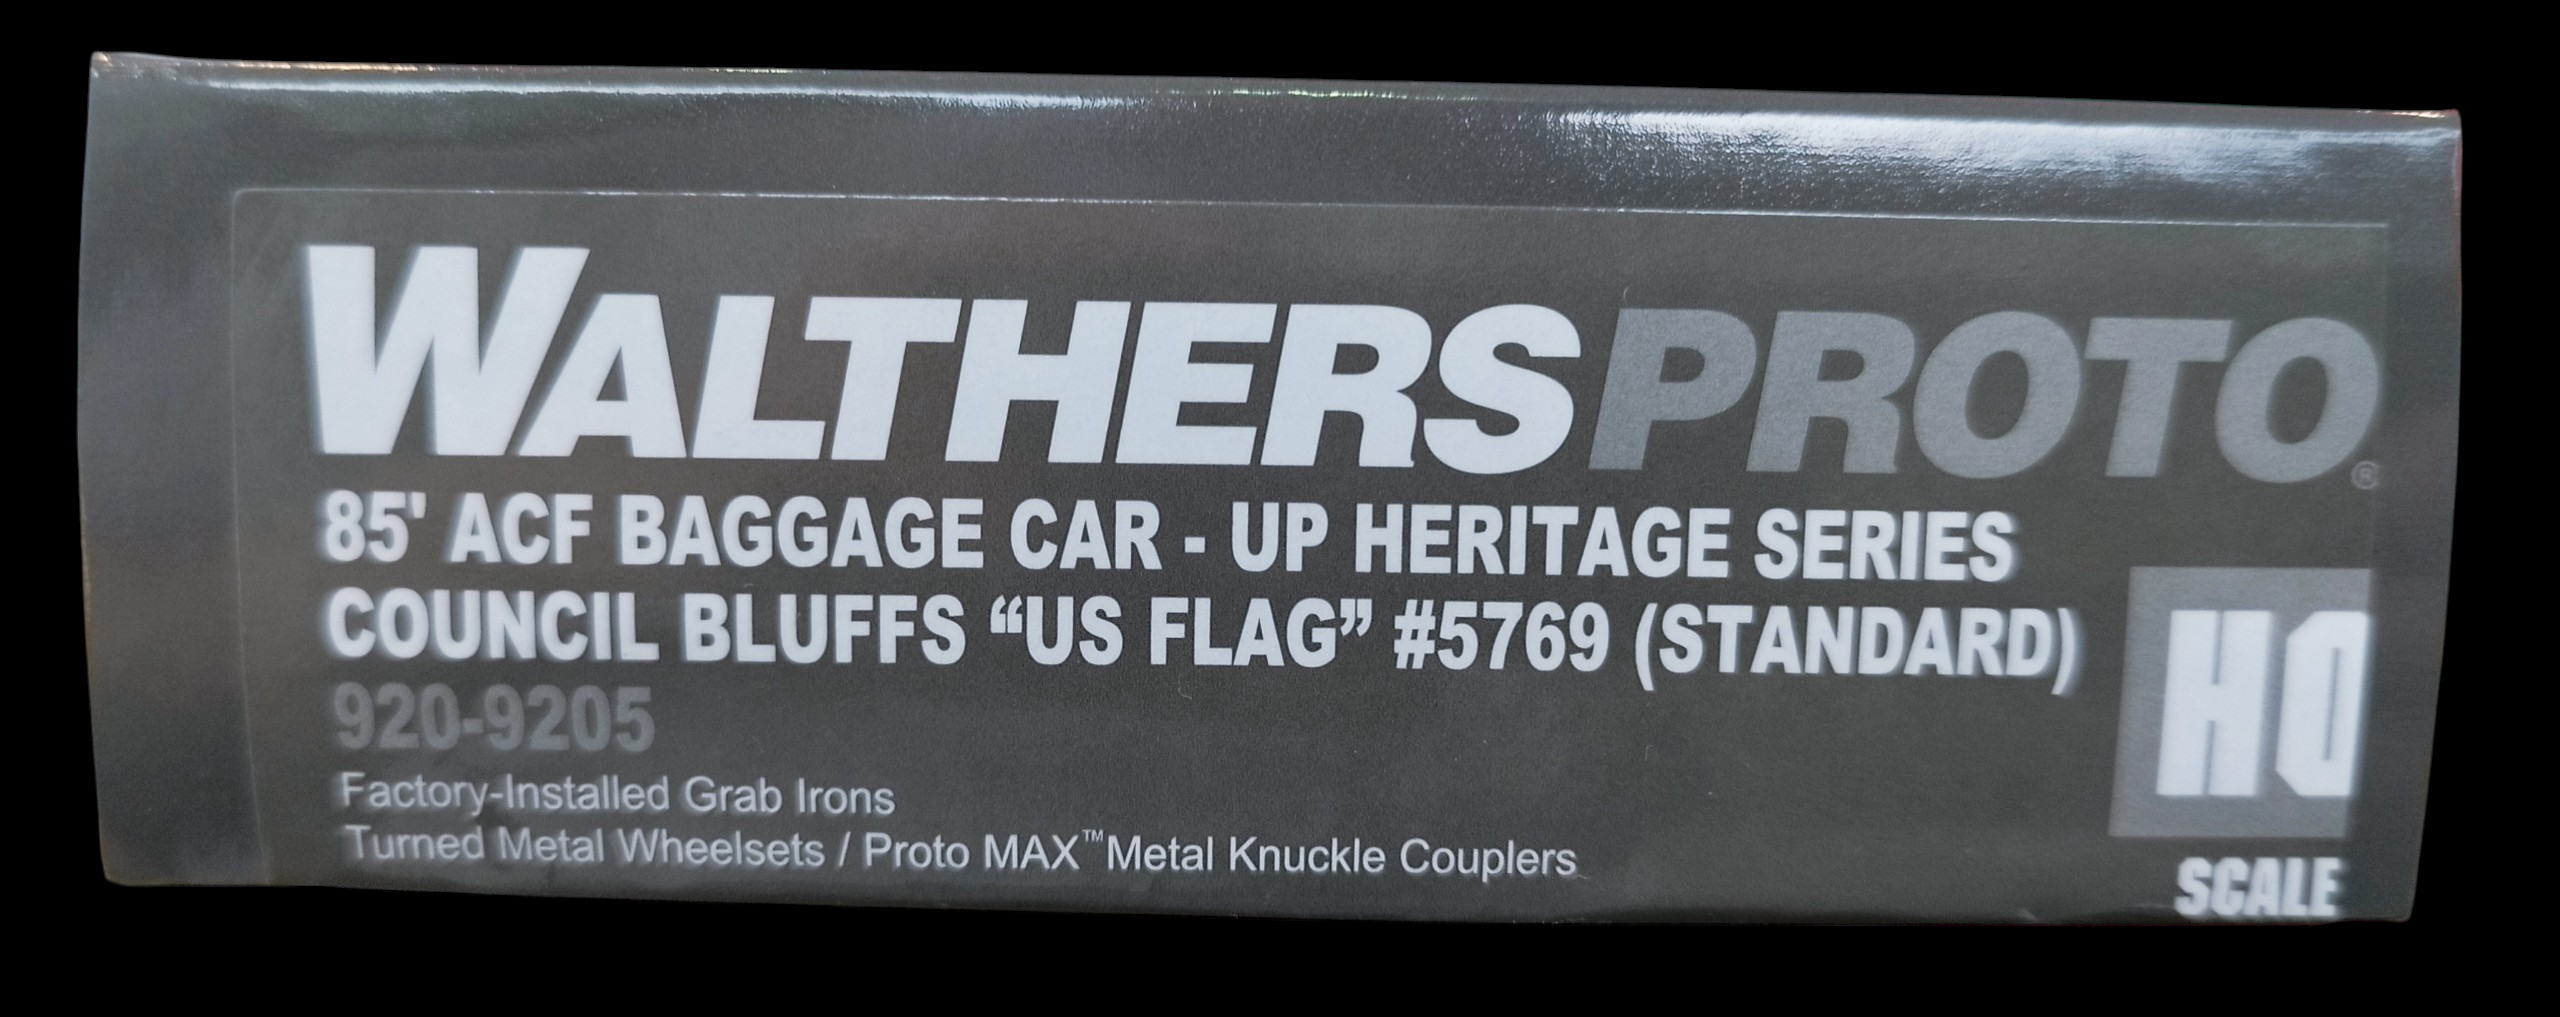 WALTHERSPROTO®
85' ACF BAGGAGE CAR - UP HERITAGE SERIES
COUNCIL BLUFFS “US FLAG” #5769 (STANDARD)
920-9205
Factory-Installed Grab Irons
Turned Metal Wheelsets / Proto MAX™ Metal Knuckle Couplers
HO
SCALE